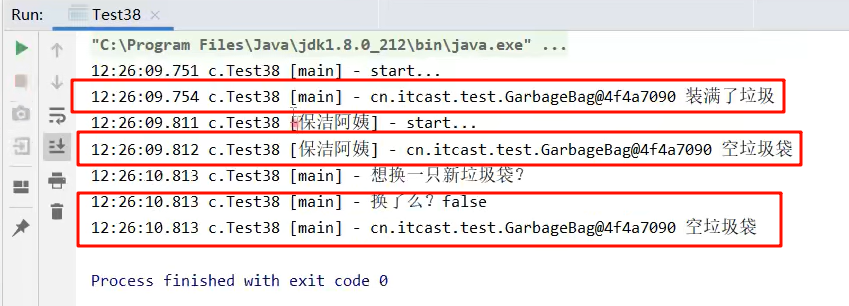 Run: Test38
"C:\Program Files\Java\jdk1.8.0_212\bin\java.exe" ...
12:26:09.751 c.Test38 [main] - start...
12:26:09.754 c.Test38 [main] - cn.itcast.test.GarbageBag@4f4a7090 装满了垃圾
12:26:09.811 c.Test38 [保洁阿姨] - start...
12:26:09.812 c.Test38 [保洁阿姨] - cn.itcast.test.GarbageBag@4f4a7090 空垃圾袋
12:26:10.813 c.Test38 [main] - 想换一只新垃圾袋？
12:26:10.813 c.Test38 [main] - 换了么？false
12:26:10.813 c.Test38 [main] - cn.itcast.test.GarbageBag@4f4a7090 空垃圾袋
Process finished with exit code 0